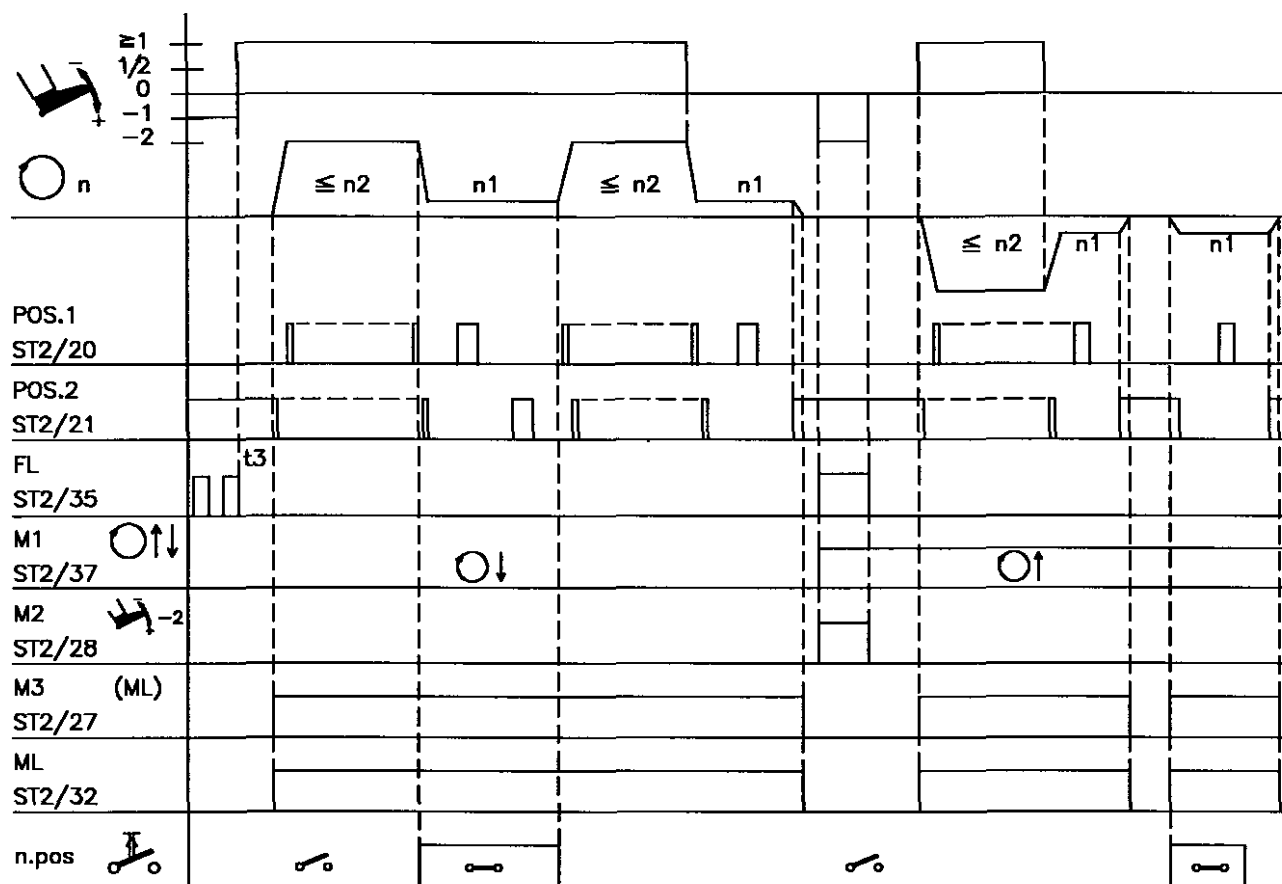 ≧1
1/2
0
-1
-2
- +
n
≦ n2 n1 ≦ n2 n1
≦ n2 n1 n1
POS.1
ST2/20
POS.2
ST2/21
FL t3
ST2/35
M1
ST2/37
M2 - + -2
ST2/28
M3 (ML)
ST2/27
ML
ST2/32
n.pos